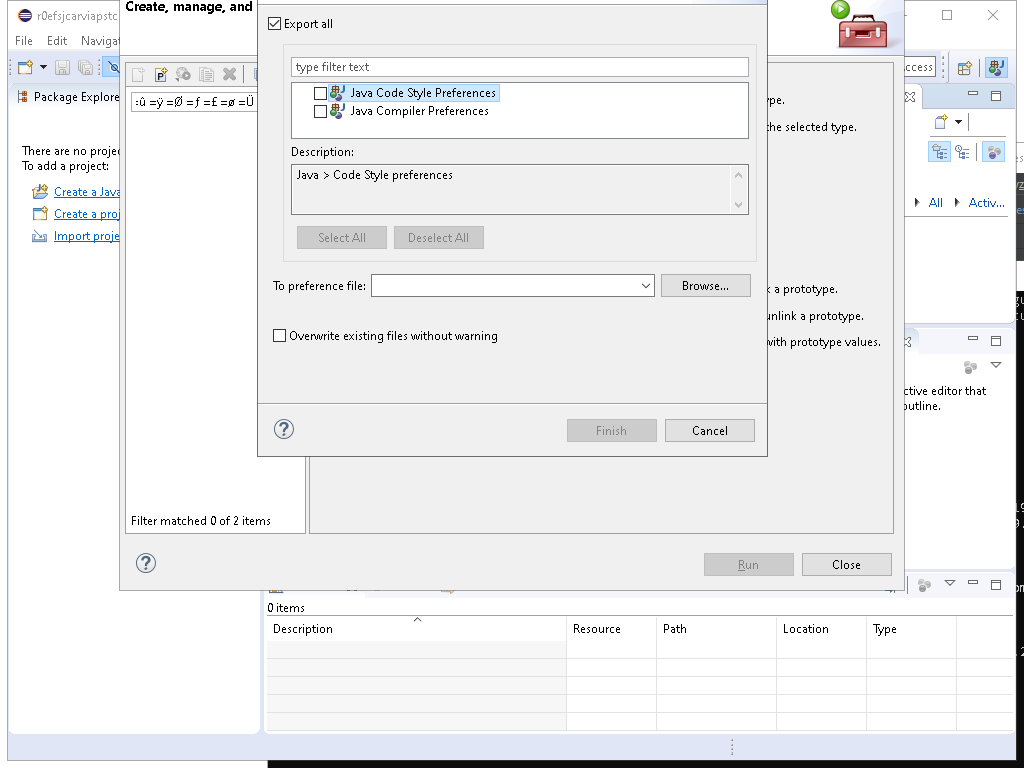 r0efsjcarviapstc
File Edit Navigat
Create, manage, and
Export all
type filter text
Java Code Style Preferences
Java Compiler Preferences
Description:
Java > Code Style preferences
Select All Deselect All
To preference file: Browse...
Overwrite existing files without warning
Finish Cancel
:û =ÿ =Ø =ƒ =£ =ø =Ü
Filter matched 0 of 2 items
ype.
he selected type.
k a prototype.
unlink a prototype.
with prototype values.
Run Close
Package Explore
There are no projec
To add a project:
Create a Java
Create a proj
Import proje
ccess
All Activ...
ctive editor that
outline.
0 items
Description Resource Path Location Type